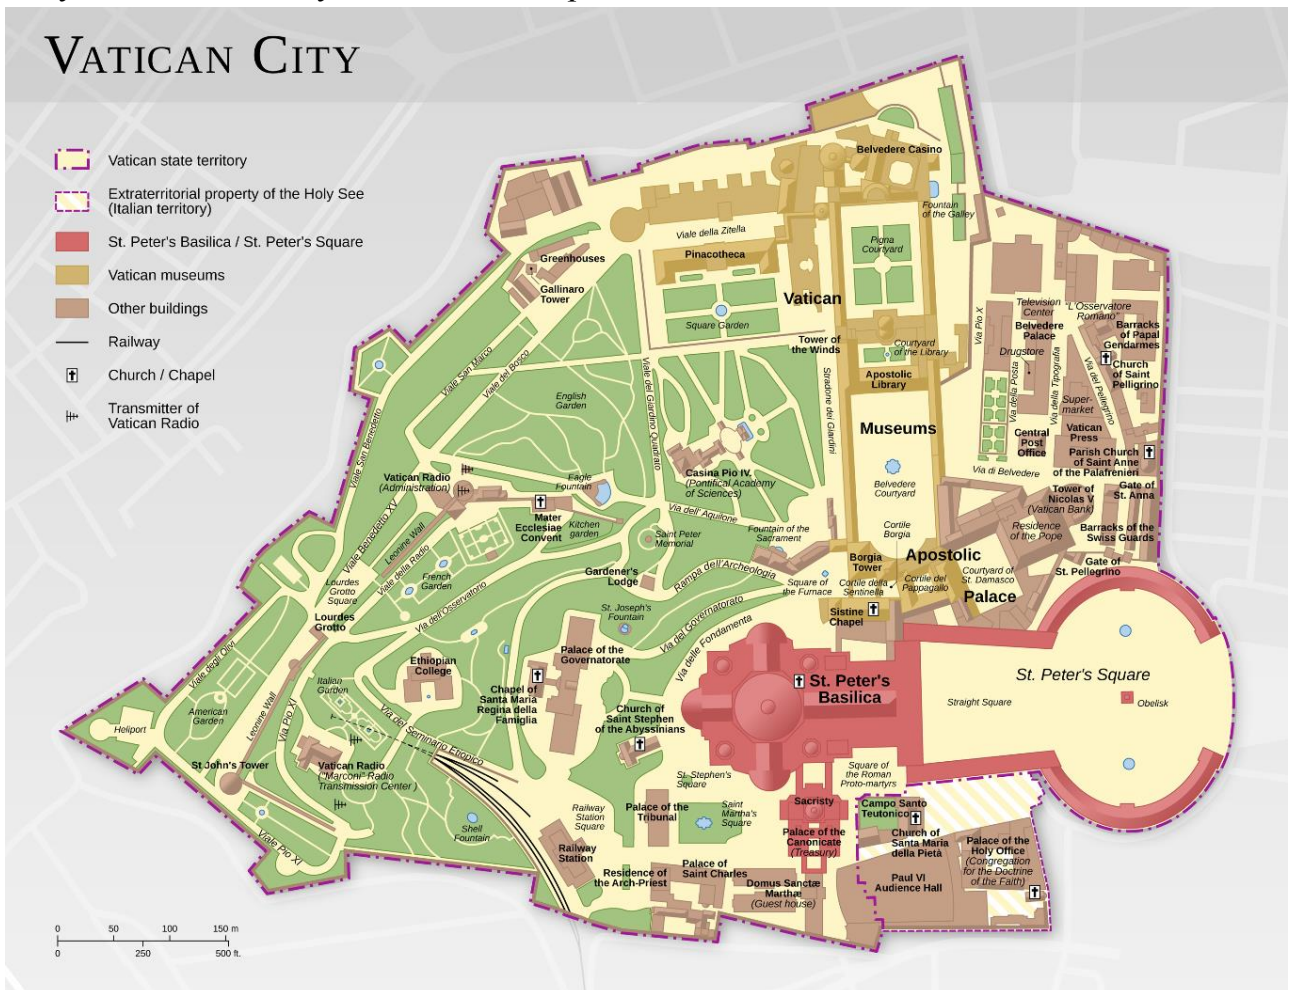 VATICAN CITY
Vatican state territory
Extraterritorial property of the Holy See
(Italian territory)
St. Peter's Basilica / St. Peter's Square
Vatican museums
Other buildings
Railway
Church / Chapel
Transmitter of
Vatican Radio
Belvedere Casino
Fountain
of the Galley
Viale della Zitella
Pinacotheca
Pigna
Courtyard
Greenhouses
Gallinaro
Tower
Vatican
Square Garden
Tower of
the Winds
Courtyard
of the Library
Apostolic
Library
Museums
Television
Center
"L'Osservatore
Romano"
Belvedere
Palace
Barracks
of Papal
Gendarmes
Via Pio X
Drugstore
Church
of Saint
Pelligrino
Via della Posta
Via della Tipografia
Via del Pellegrino
Super-
market
Vatican
Press
Central
Post
Office
Parish Church
of Saint Anne
of the Palafrenieri
Via di Belvedere
Viale San Marco
Viale del Bosco
Viale del Giardino Quadrato
Stradone dei Giardini
English
Garden
Viale San Benedetto
Vatican Radio
(Administration)
Eagle
Fountain
Casina Pio IV.
(Pontifical Academy
of Sciences)
Belvedere
Courtyard
Tower of
Nicolas V
(Vatican Bank)
Gate of
St. Anna
Residence
of the Pope
Barracks of the
Swiss Guards
Gate of
St. Pellegrino
Viale Benedetto XV
Leonine Wall
Viale della Radio
Mater
Ecclesiae
Convent
Kitchen
garden
Via dell' Aquilone
Saint Peter
Memorial
Fountain of the
Sacrament
Cortile
Borgia
Borgia
Tower
Apostolic
Palace
Courtyard of
St. Damasco
Cortile del
Pappagallo
Cortile della
Sentinella
Square of
the Furnace
Sistine
Chapel
Lourdes
Grotto
Square
French
Garden
Gardener's
Lodge
Rampa dell'Archeologia
Lourdes
Grotto
Via dell'Osservatorio
St. Joseph's
Fountain
Via del Governatorato
Via delle Fondamenta
Viale degli Olivi
Ethiopian
College
Palace of the
Governatorate
Italian
Garden
Chapel of
Santa Maria
Regina della
Famiglia
St. Peter's
Basilica
St. Peter's Square
Straight Square
Obelisk
American
Garden
Leonine Wall
Via Pio XI
Via del Seminario Etiopico
Church of
Saint Stephen
of the Abyssinians
Heliport
St John's Tower
Vatican Radio
("Marconi" Radio
Transmission Center )
St. Stephen's
Square
Square of
the Roman
Proto-martyrs
Viale Pio XI
Shell
Fountain
Railway
Station
Square
Palace of the
Tribunal
Saint
Martha's
Square
Sacristy
Campo Santo
Teutonico
Palace of the
Canonicate
(Treasury)
Church of
Santa Maria
della Pietà
Palace of the
Holy Office
(Congregation
for the Doctrine
of the Faith)
Railway
Station
Residence of
the Arch-Priest
Palace of
Saint Charles
Domus Sanctæ
Marthæ
(Guest house)
Paul VI
Audience Hall
0 50 100 150 m
0 250 500 ft.